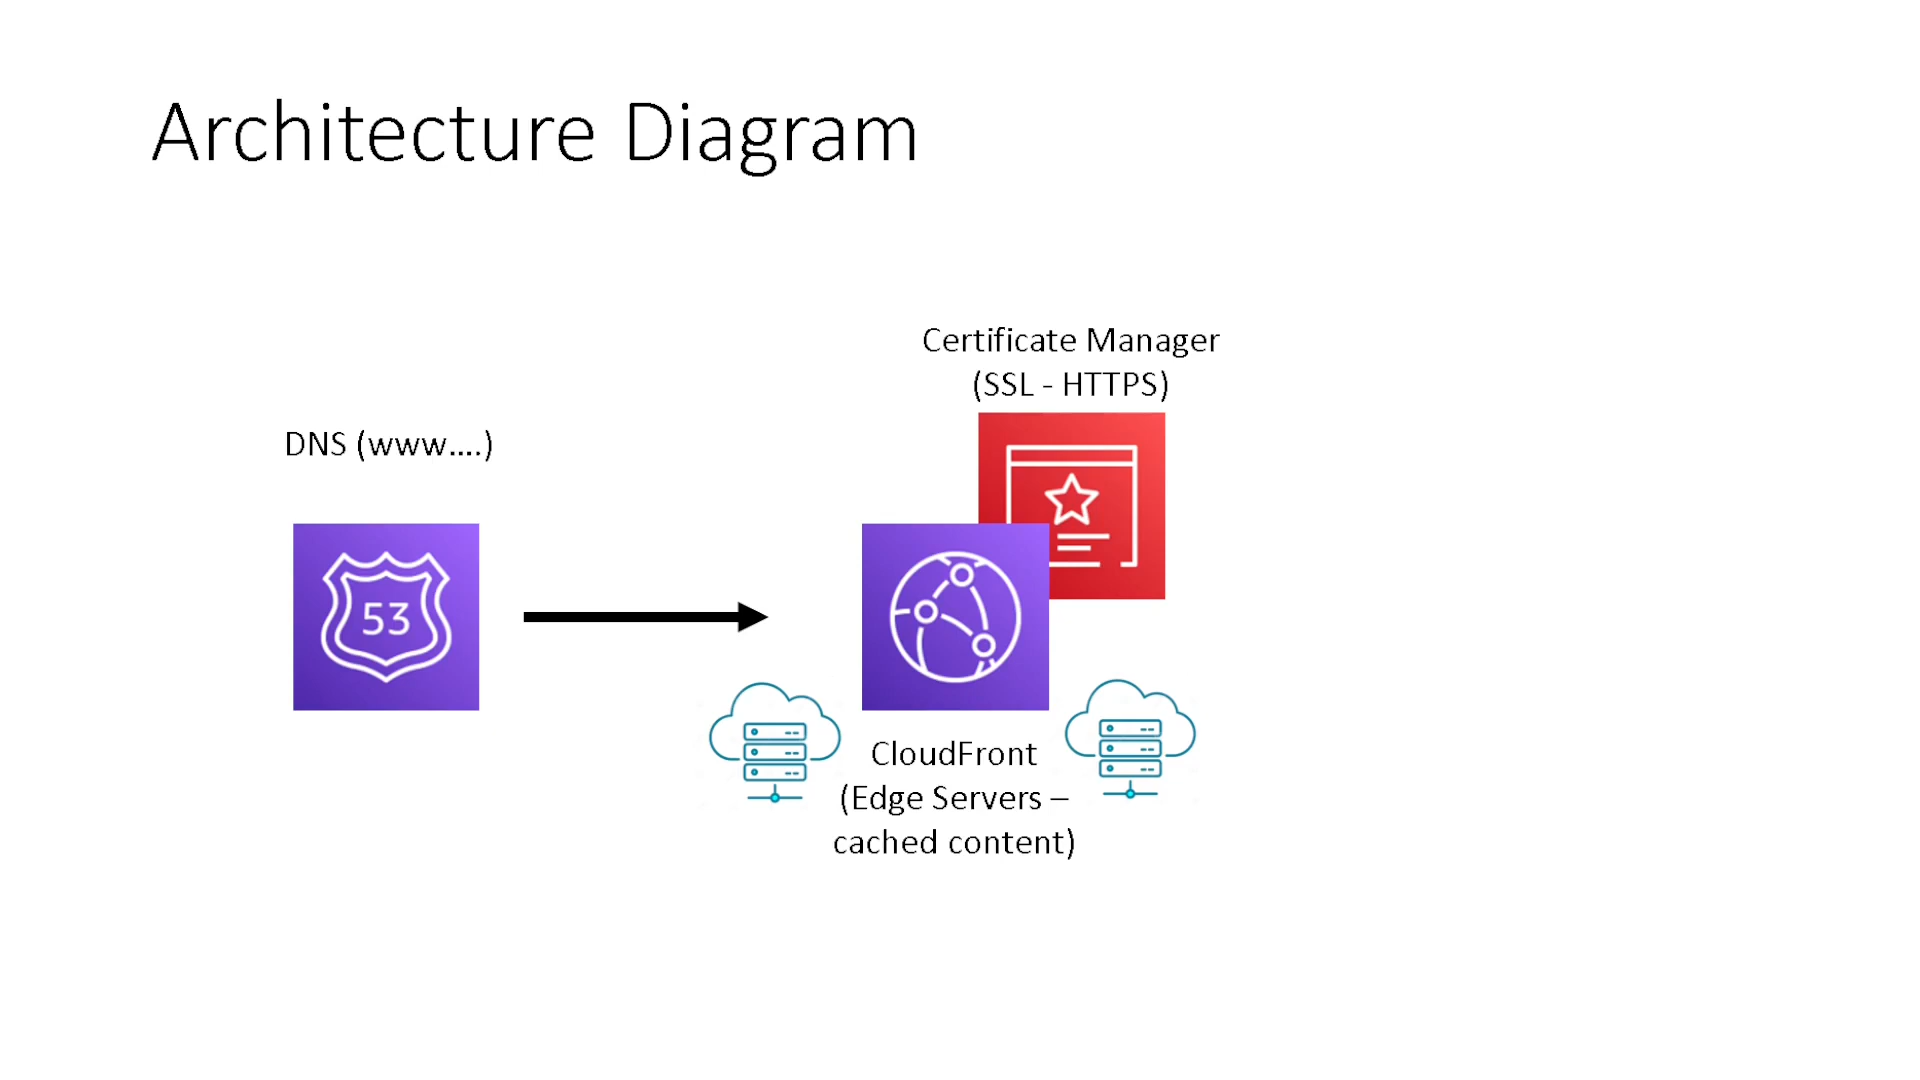 Architecture Diagram
Certificate Manager
(SSL - HTTPS)
DNS (www....)
53
CloudFront
(Edge Servers –
cached content)